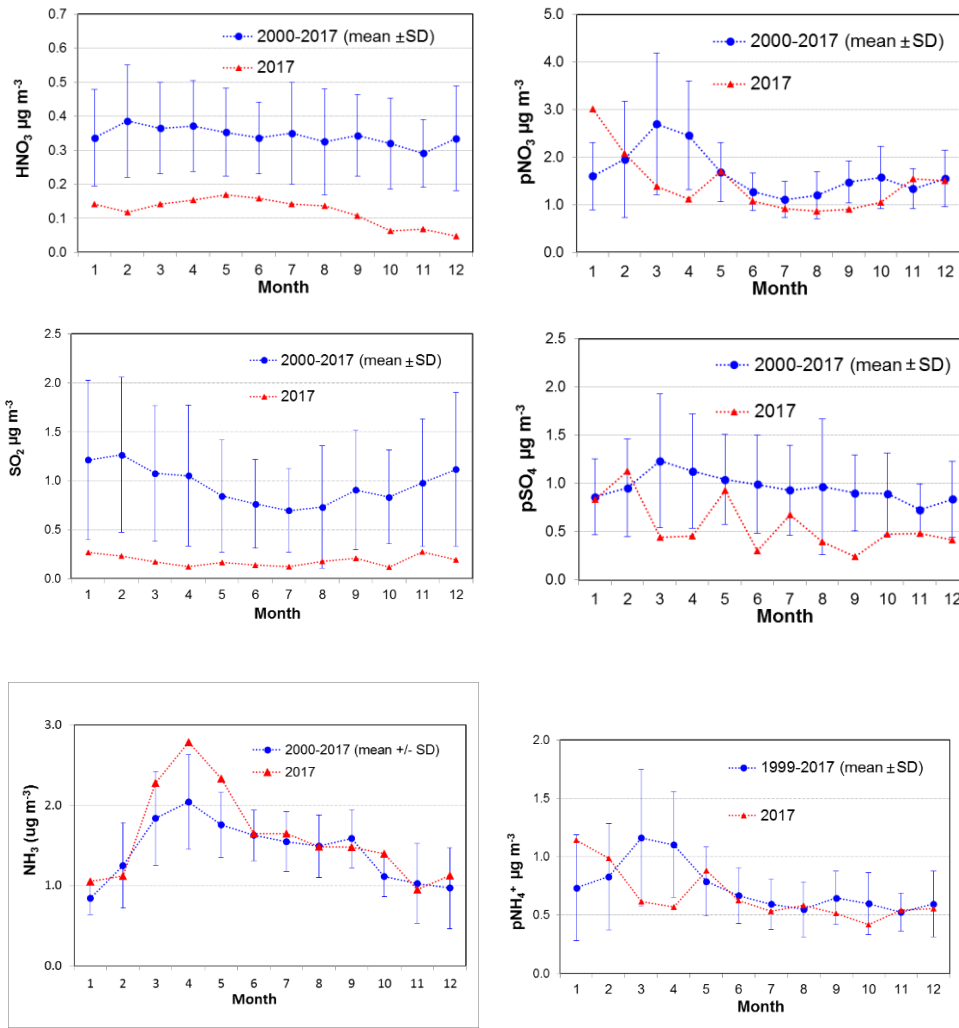 0.7
0.6
0.5
0.4
0.3
0.2
0.1
0.0
HNO3 µg m-3
2000-2017 (mean ±SD)
2017
1 2 3 4 5 6 7 8 9 10 11 12
Month
5.0
4.0
3.0
2.0
1.0
0.0
pNO3 µg m-3
2000-2017 (mean ±SD)
2017
1 2 3 4 5 6 7 8 9 10 11 12
Month
2.5
2.0
1.5
1.0
0.5
0.0
SO2 µg m-3
2000-2017 (mean ±SD)
2017
1 2 3 4 5 6 7 8 9 10 11 12
Month
2.5
2.0
1.5
1.0
0.5
0.0
pSO4 µg m-3
2000-2017 (mean ±SD)
2017
1 2 3 4 5 6 7 8 9 10 11 12
Month
3.0
2.0
1.0
0.0
NH3 (ug m-3)
2000-2017 (mean +/- SD)
2017
1 2 3 4 5 6 7 8 9 10 11 12
Month
2.0
1.5
1.0
0.5
0.0
pNH4+ µg m-3
1999-2017 (mean ±SD)
2017
1 2 3 4 5 6 7 8 9 10 11 12
Month